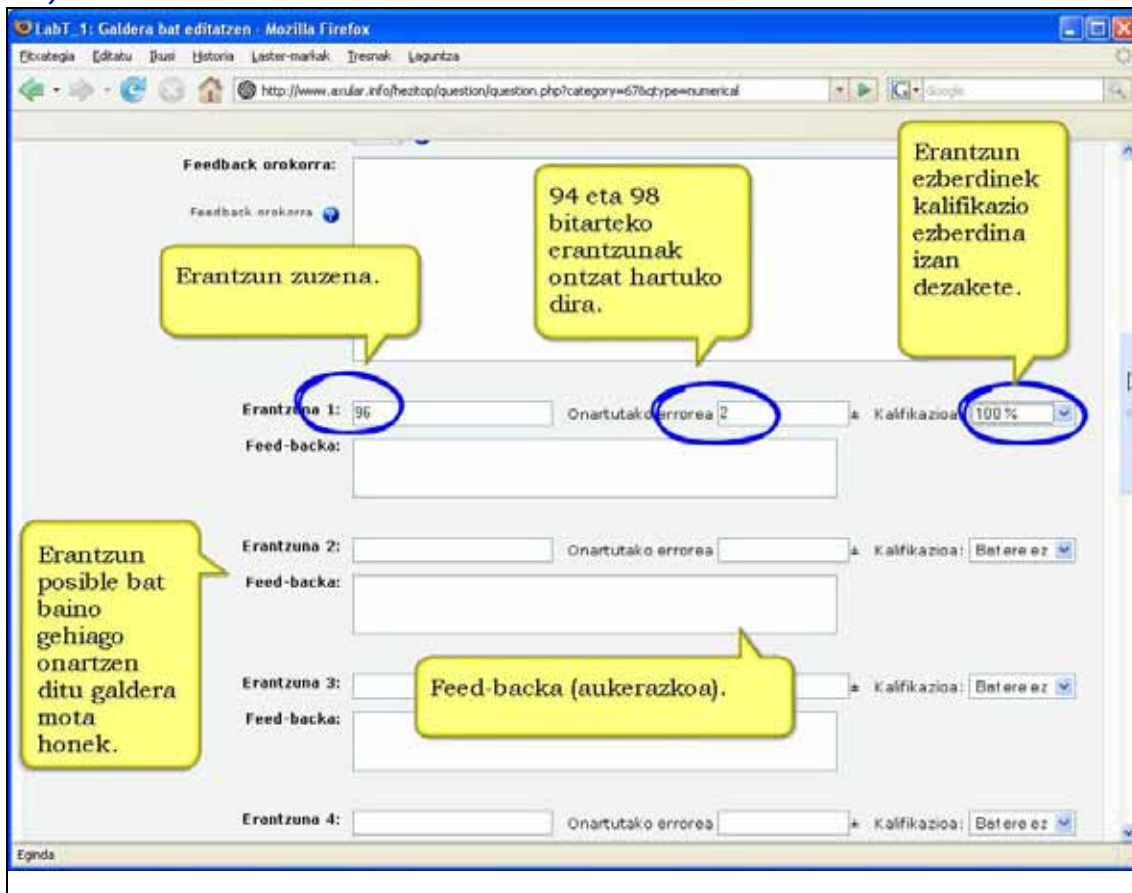 LabT_1: Galdera bat editatzen - Mozilla Firefox
Fitxategia Editatu Ikusi Historia Laster-markak Tresnak Laguntza
http://www.axular.info/hezitop/question/question.php?category=67&qtype=numerical
Google
Feedback orokorra:
Feedback orokorra
Erantzun zuzena.
94 eta 98
bitarteko
erantzunak
ontzat hartuko
dira.
Erantzun
ezberdinek
kalifikazio
ezberdina
izan
dezakete.
Erantzuna 1: 96 Onartutako errorea 2 ± Kalifikazioa: 100 %
Feed-backa:
Erantzun
posible bat
baino
gehiago
onartzen
ditu galdera
mota
honek.
Erantzuna 2: Onartutako errorea ± Kalifikazioa: Batere ez
Feed-backa:
Feed-backa (aukerazkoa).
Erantzuna 3: ± Kalifikazioa: Batere ez
Feed-backa:
Erantzuna 4: Onartutako errorea ± Kalifikazioa: Batere ez
Eginda